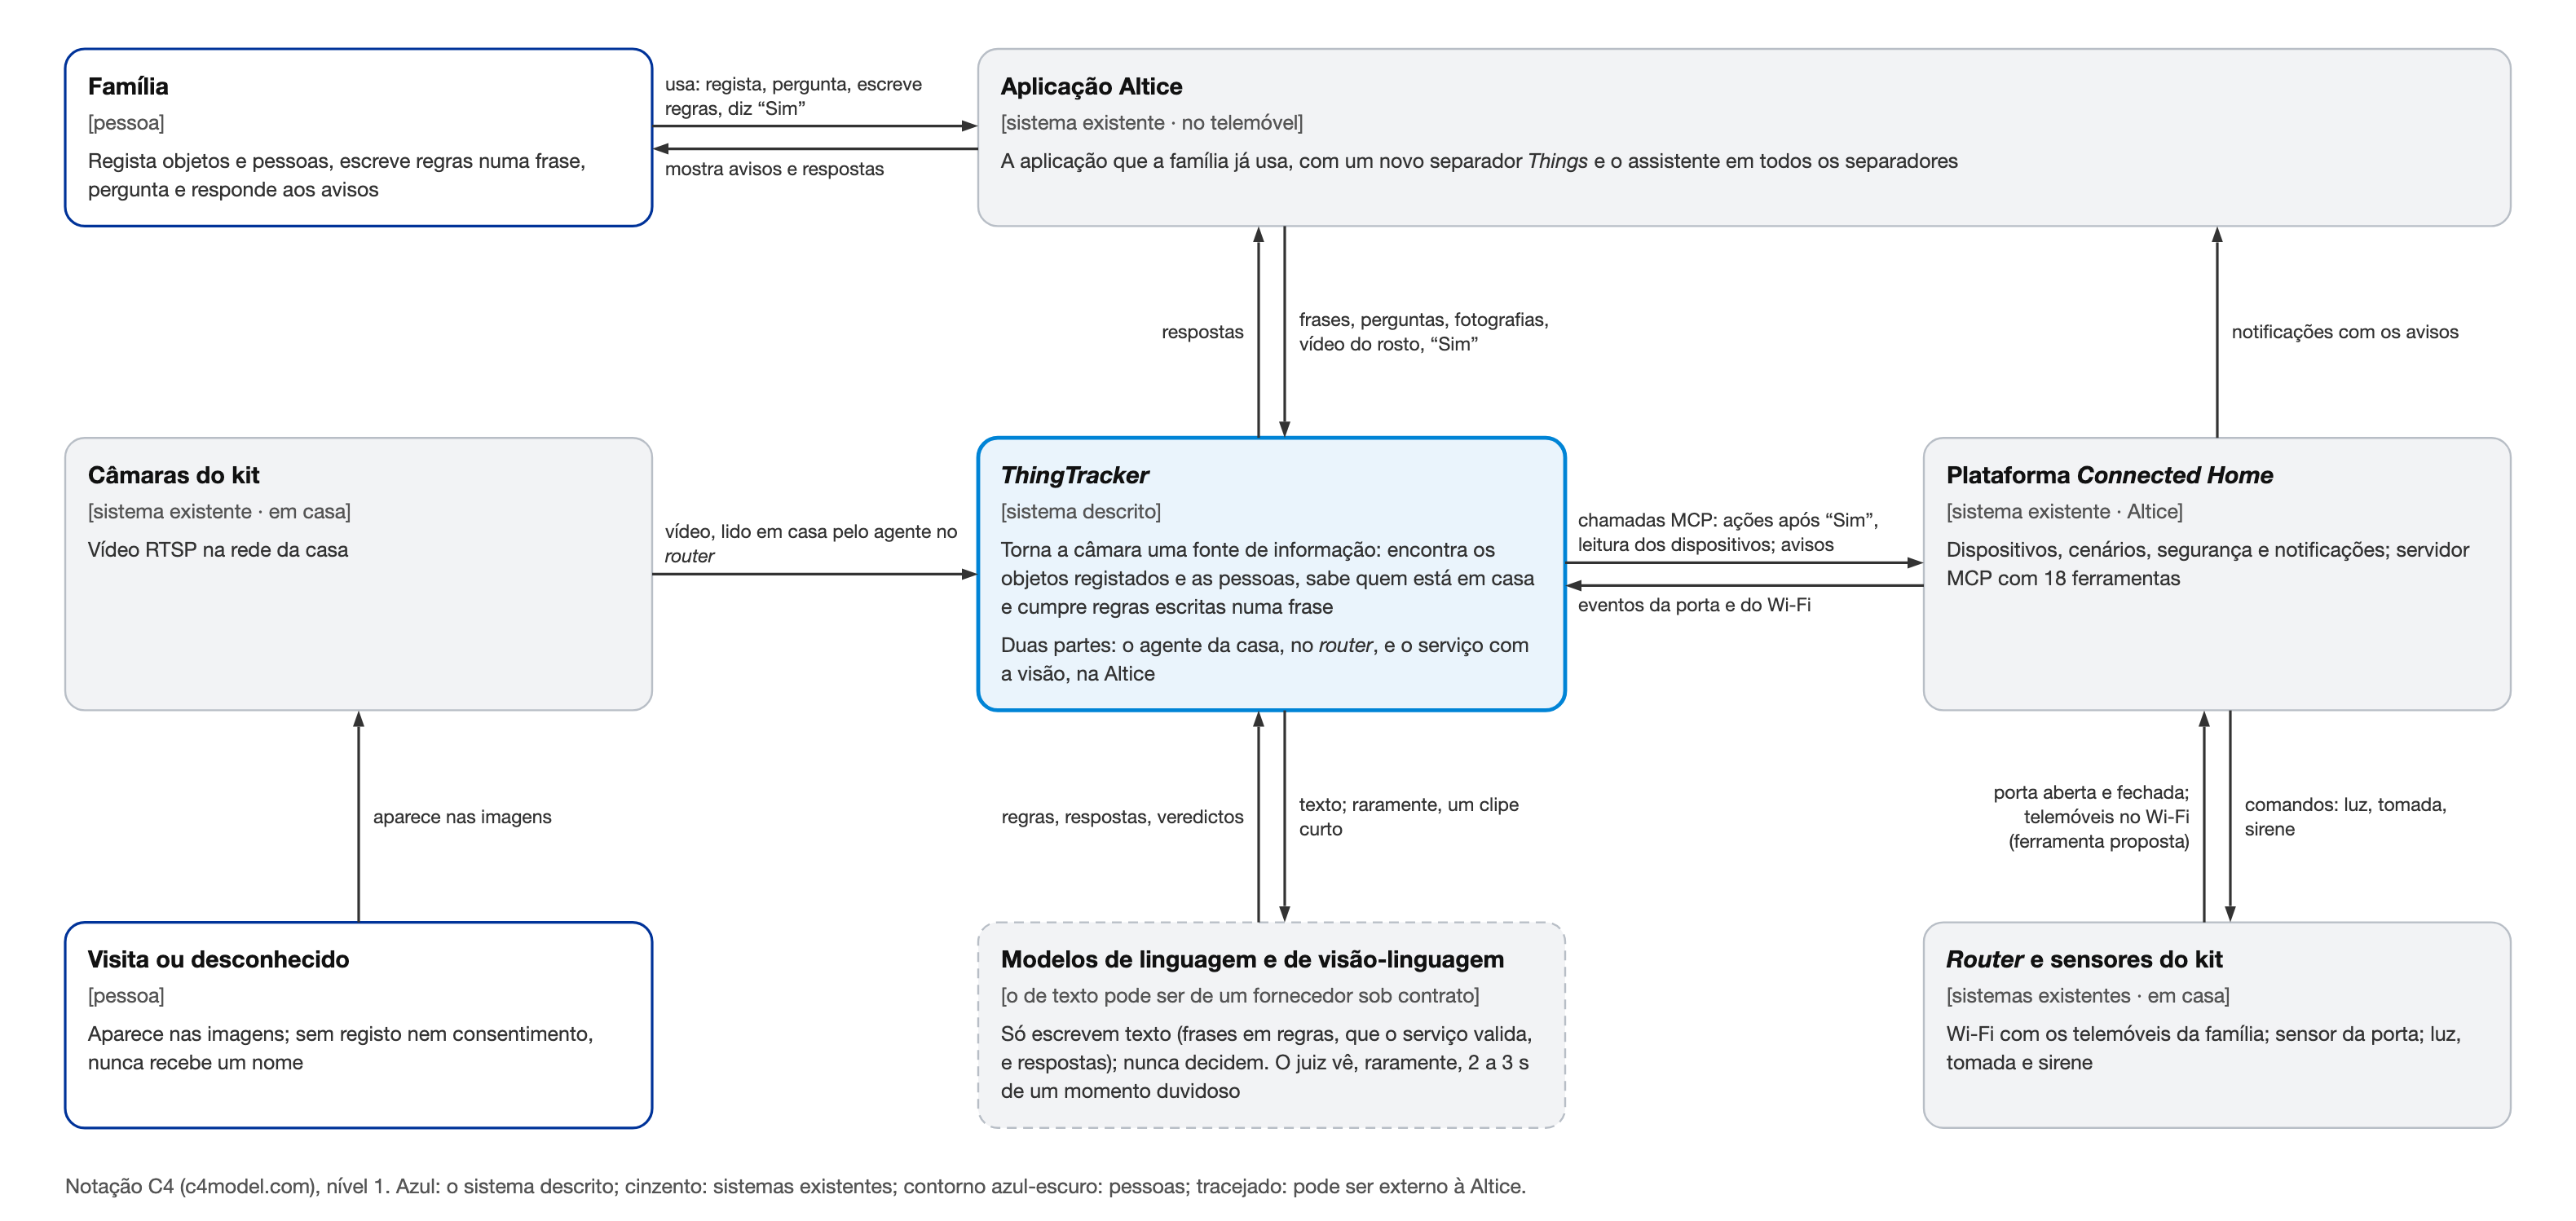 Família
[pessoa]
Regista objetos e pessoas, escreve regras numa frase,
pergunta e responde aos avisos
usa: regista, pergunta, escreve
regras, diz “Sim”
mostra avisos e respostas
Aplicação Altice
[sistema existente · no telemóvel]
A aplicação que a família já usa, com um novo separador Things e o assistente em todos os separadores
respostas
frases, perguntas, fotografias,
vídeo do rosto, “Sim”
notificações com os avisos
Câmaras do kit
[sistema existente · em casa]
Vídeo RTSP na rede da casa
vídeo, lido em casa pelo agente no
router
ThingTracker
[sistema descrito]
Torna a câmara uma fonte de informação: encontra os
objetos registados e as pessoas, sabe quem está em casa
e cumpre regras escritas numa frase
Duas partes: o agente da casa, no router, e o serviço com
a visão, na Altice
chamadas MCP: ações após “Sim”,
leitura dos dispositivos; avisos
eventos da porta e do Wi-Fi
Plataforma Connected Home
[sistema existente · Altice]
Dispositivos, cenários, segurança e notificações; servidor
MCP com 18 ferramentas
aparece nas imagens
regras, respostas, veredictos
texto; raramente, um clipe
curto
porta aberta e fechada;
telemóveis no Wi-Fi
(ferramenta proposta)
comandos: luz, tomada,
sirene
Visita ou desconhecido
[pessoa]
Aparece nas imagens; sem registo nem consentimento,
nunca recebe um nome
Modelos de linguagem e de visão-linguagem
[o de texto pode ser de um fornecedor sob contrato]
Só escrevem texto (frases em regras, que o serviço valida,
e respostas); nunca decidem. O juiz vê, raramente, 2 a 3 s
de um momento duvidoso
Router e sensores do kit
[sistemas existentes · em casa]
Wi-Fi com os telemóveis da família; sensor da porta; luz,
tomada e sirene
Notação C4 (c4model.com), nível 1. Azul: o sistema descrito; cinzento: sistemas existentes; contorno azul-escuro: pessoas; tracejado: pode ser externo à Altice.